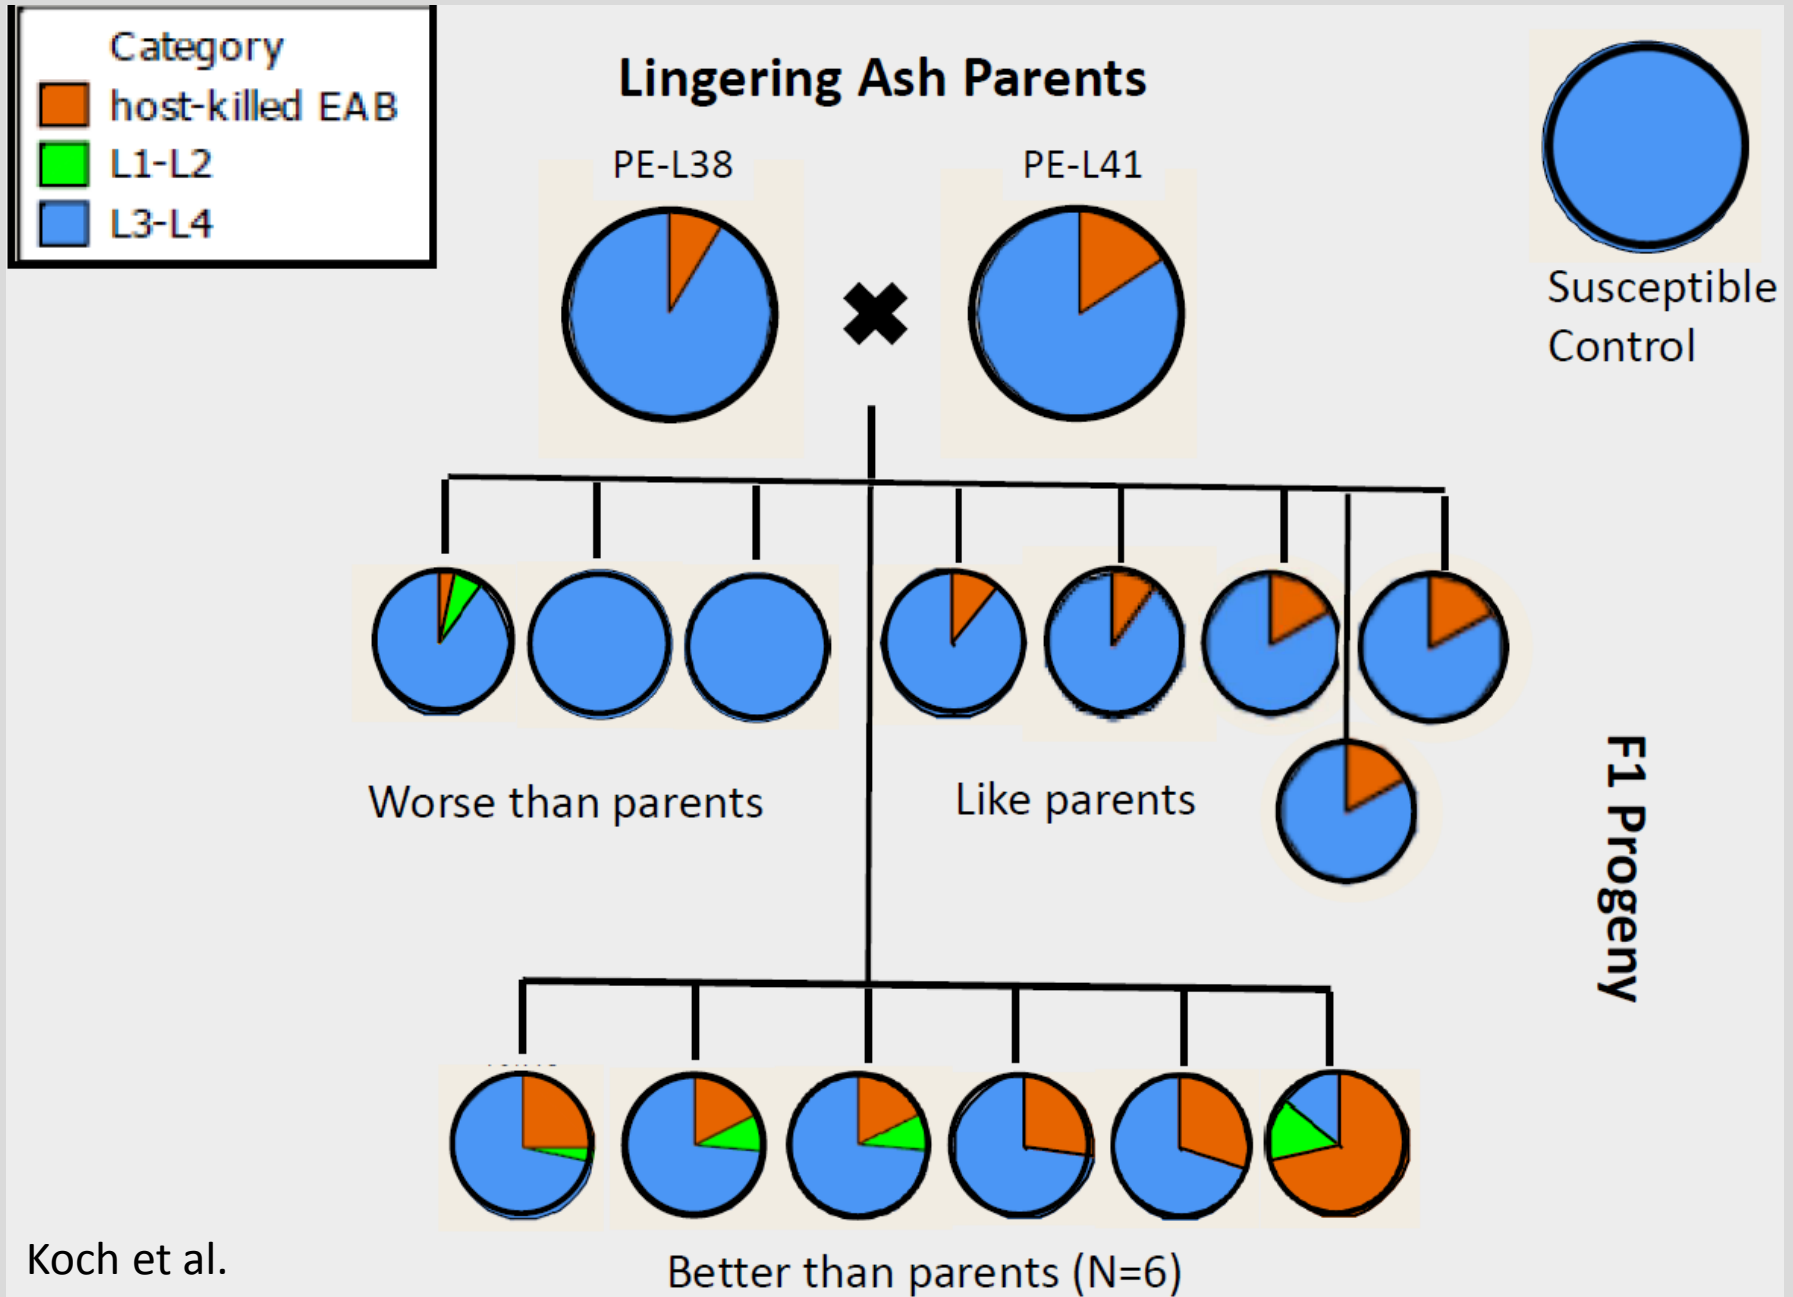 Category
host-killed EAB
L1-L2
L3-L4
Lingering Ash Parents
PE-L38
PE-L41
Susceptible
Control
Worse than parents
Like parents
F1 Progeny
Better than parents (N=6)
Koch et al.